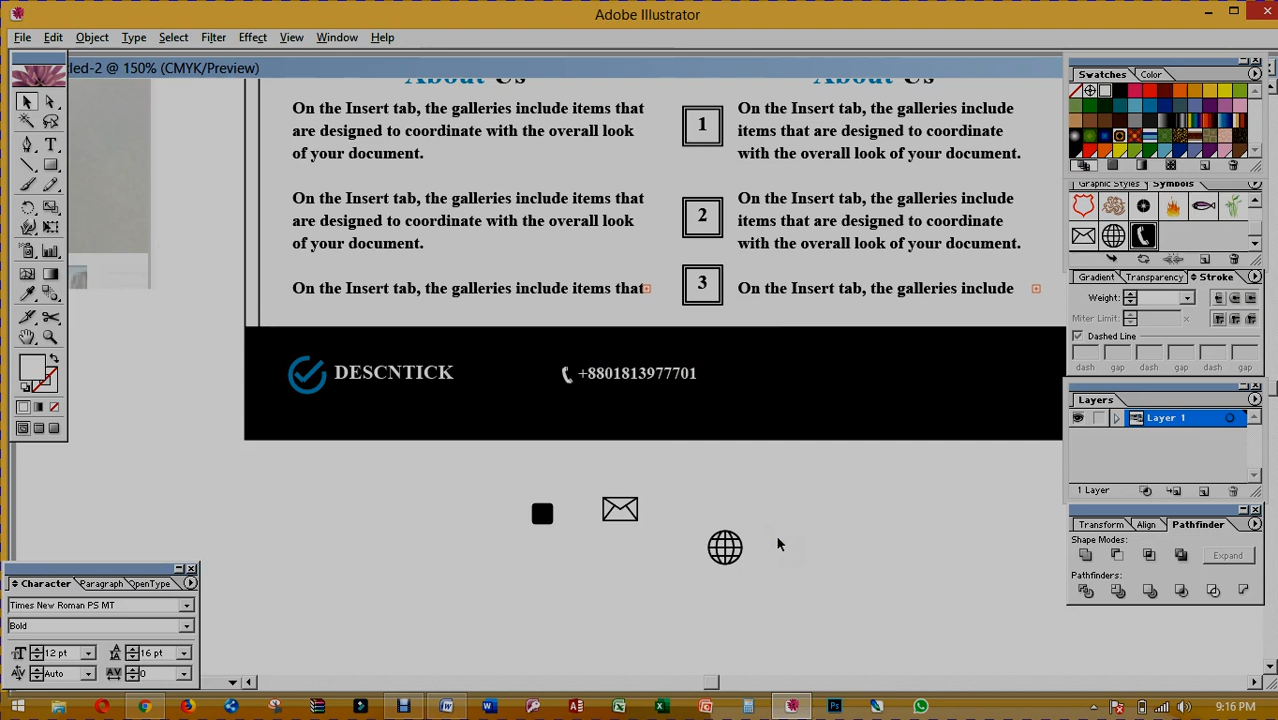 Adobe Illustrator
File Edit Object Type Select Filter Effect View Window Help
led-2 @ 150% (CMYK/Preview)
About Us
About Us
On the Insert tab, the galleries include items that
are designed to coordinate with the overall look
of your document.
On the Insert tab, the galleries include items that
are designed to coordinate with the overall look
of your document.
On the Insert tab, the galleries include items that
1
2
3
On the Insert tab, the galleries include
items that are designed to coordinate
with the overall look of your document.
On the Insert tab, the galleries include
items that are designed to coordinate
with the overall look of your document.
On the Insert tab, the galleries include
DESCNTICK
+8801813977701
Swatches Color
Graphic Styles Symbols
Gradient Transparency Stroke
Weight:
Miter Limit: x
Dashed Line
dash gap dash gap dash gap
Layers
Layer 1
1 Layer
Transform Align Pathfinder
Shape Modes:
Expand
Pathfinders:
Character Paragraph OpenType
Times New Roman PS MT
Bold
12 pt 16 pt
Auto 0
9:16 PM